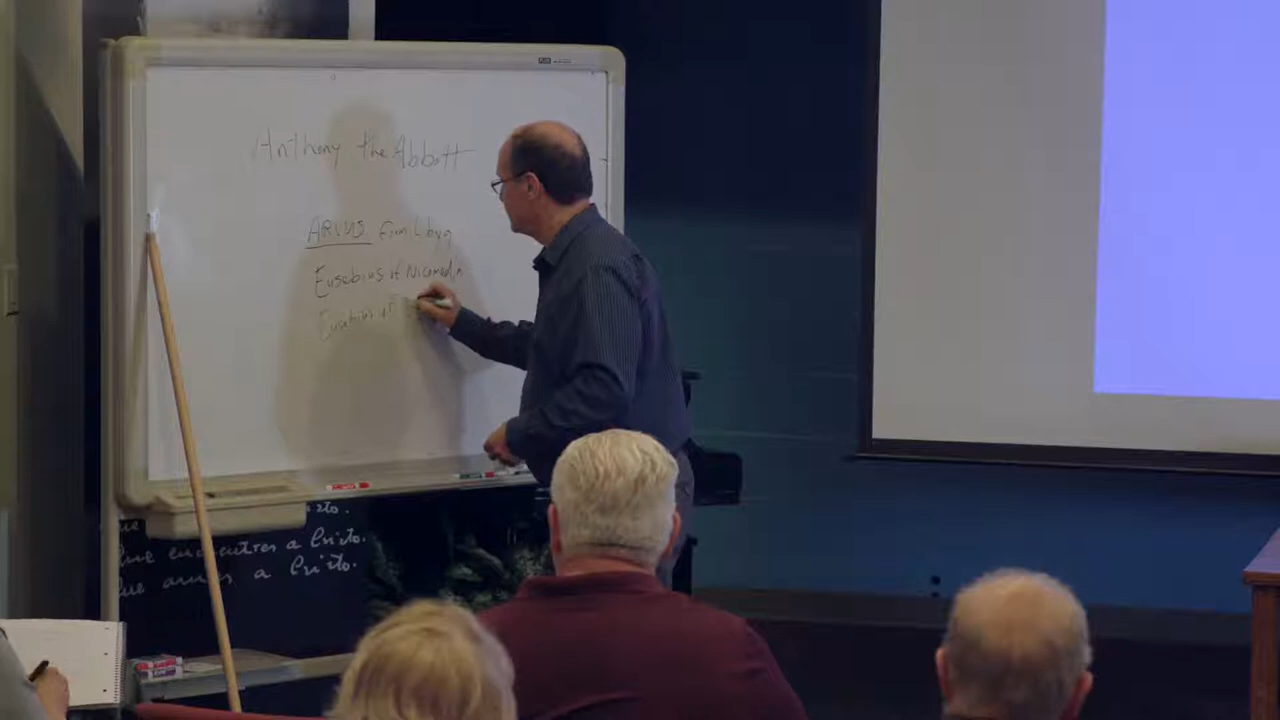 Anthony the Abbott
ARIUS from Libya
Eusebius of Nicomedia
Eusebius of
que encuentres a Cristo.
que ames a Cristo.